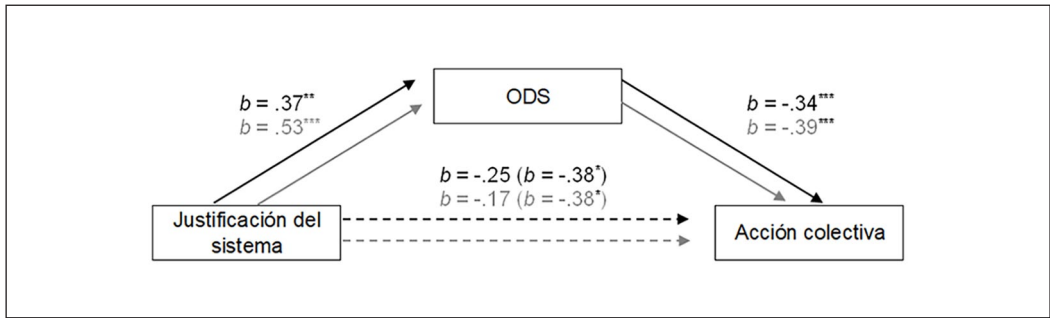 ODS
b = .37**
b = .53***
b = -.34***
b = -.39***
b = -.25 (b = -.38*)
b = -.17 (b = -.38*)
Justificación del
sistema
Acción colectiva